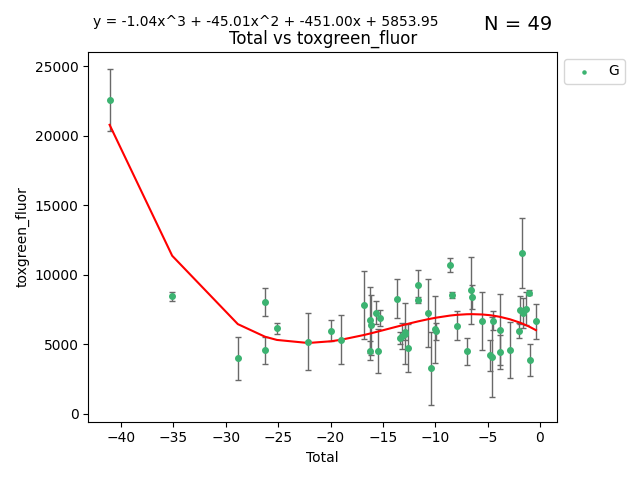 y = -1.04x^3 + -45.01x^2 + -451.00x + 5853.95
N = 49
Total vs toxgreen_fluor
G
25000
20000
15000
10000
5000
0
toxgreen_fluor
−40 −35 −30 −25 −20 −15 −10 −5 0
Total